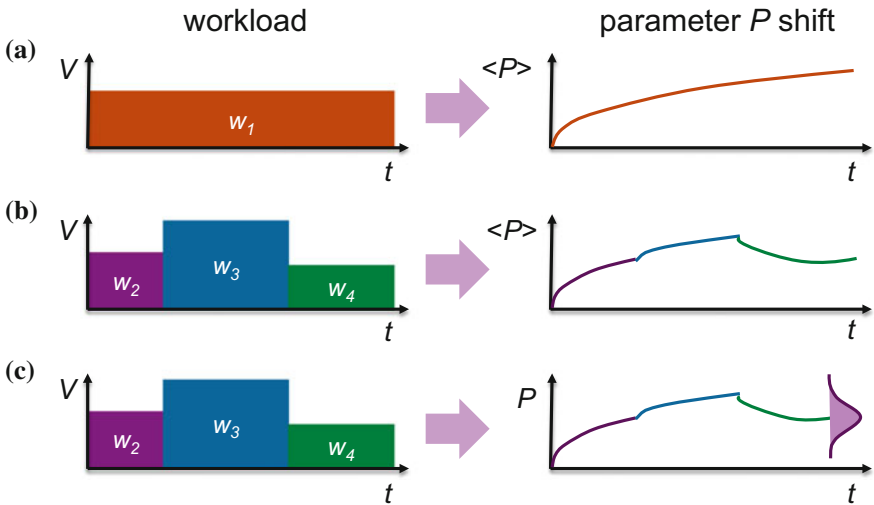 workload
parameter P shift
(a)
V
w1
t
<P>
t
(b)
V
w2
w3
w4
t
<P>
t
(c)
V
w2
w3
w4
t
P
t